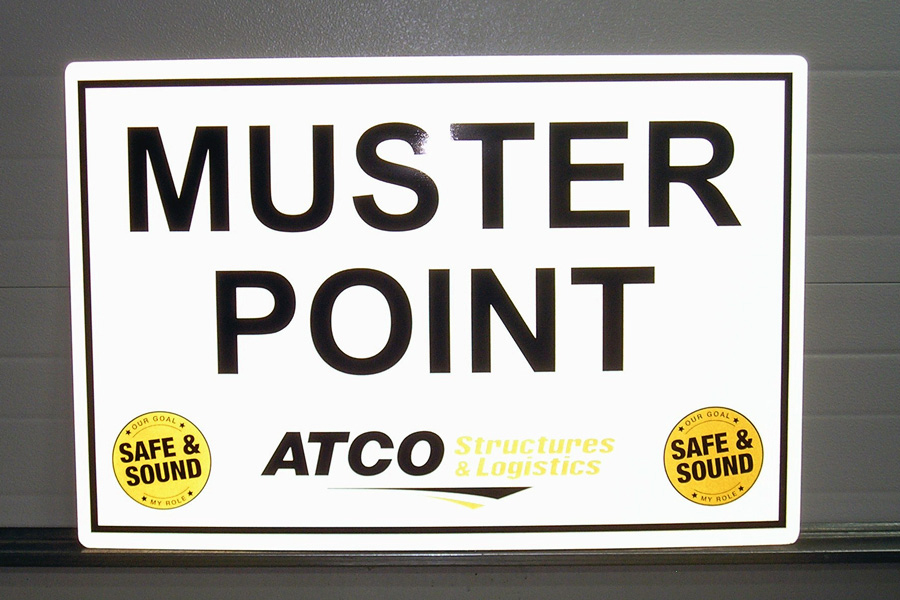 MUSTER
POINT
OUR GOAL
SAFE &
SOUND
MY ROLE
ATCO Structures
& Logistics
OUR GOAL
SAFE &
SOUND
MY ROLE